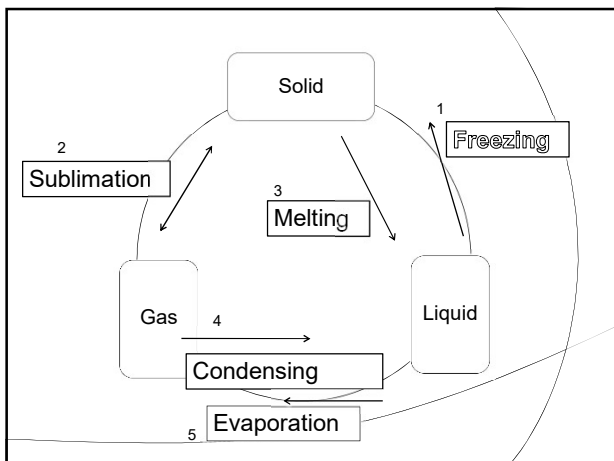 Solid
1
Freezing
2
Sublimation
3
Melting
Gas
4
Liquid
Condensing
Evaporation
5